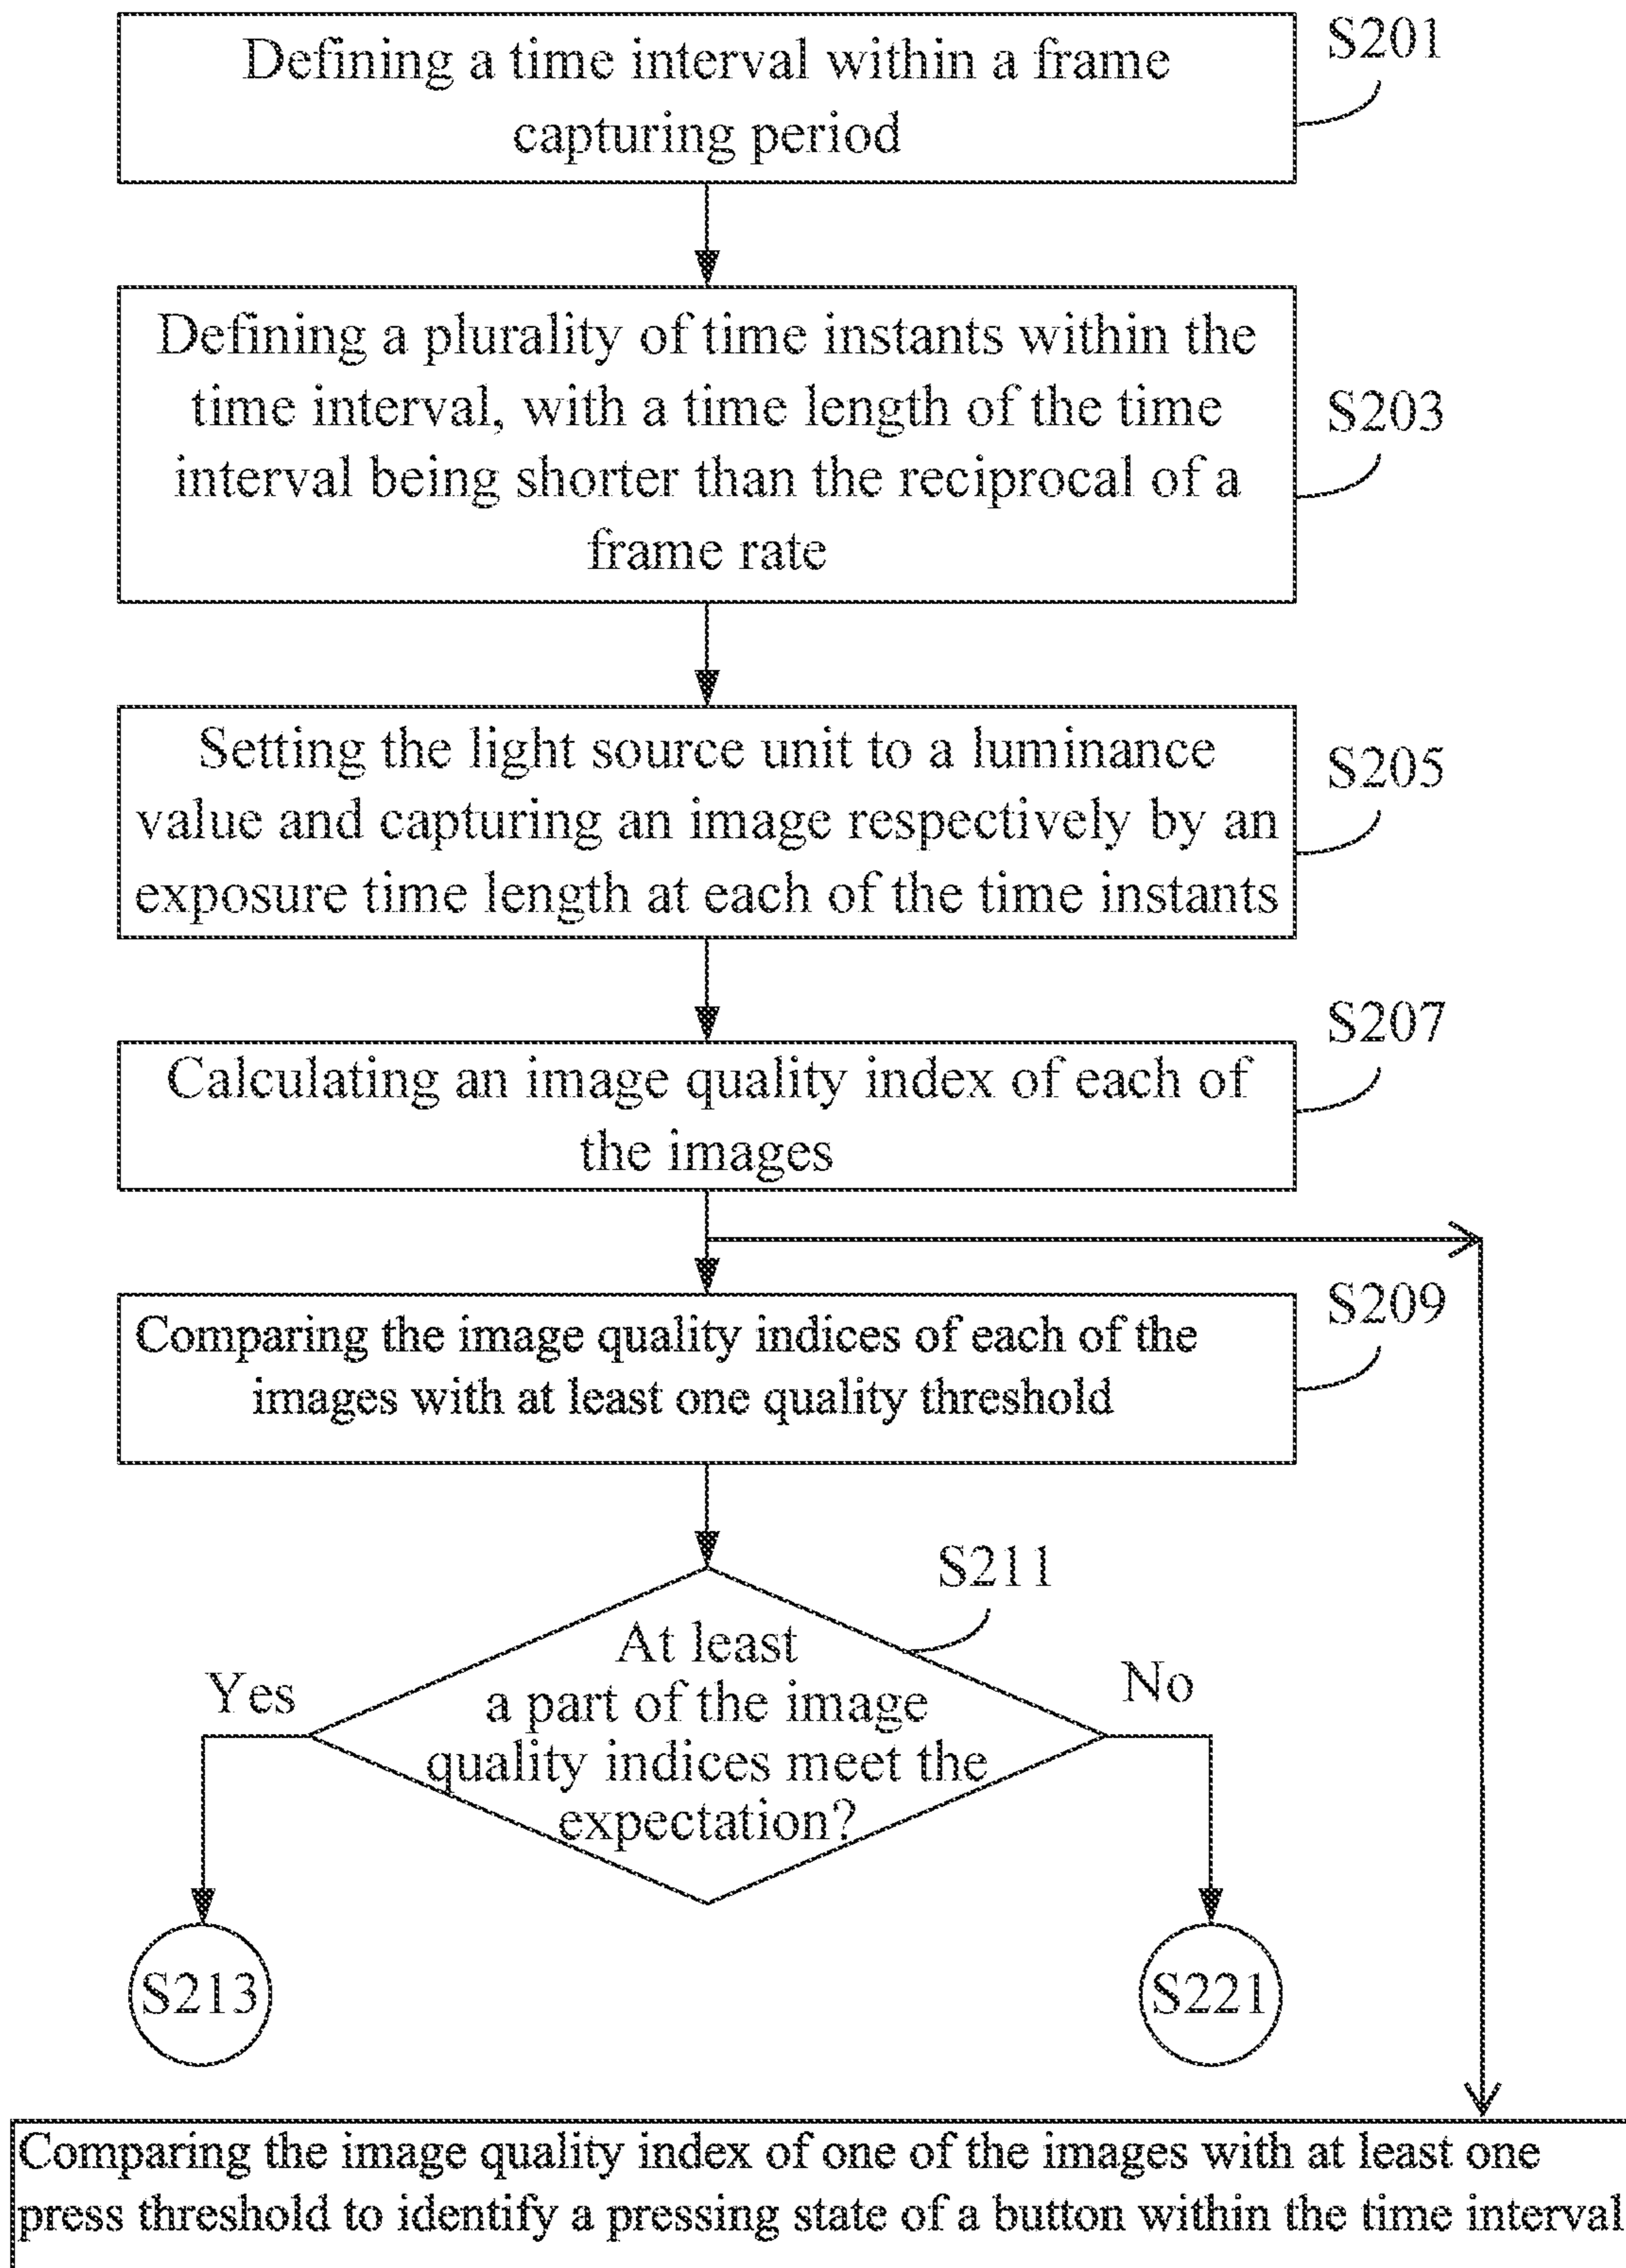 S201
Defining a time interval within a frame
capturing period
Defining a plurality of time instants within the
time interval, with a time length of the time
interval being shorter than the reciprocal of a
frame rate
S203
Setting the light source unit to a luminance
value and capturing an image respectively by an
exposure time length at each of the time instants
S205
S207
Calculating an image quality index of each of
the images
S209
Comparing the image quality indices of each of the
images with at least one quality threshold
S211
At least
a part of the image
quality indices meet the
expectation?
Yes
No
S213
S221
Comparing the image quality index of one of the images with at least one
press threshold to identify a pressing state of a button within the time interval